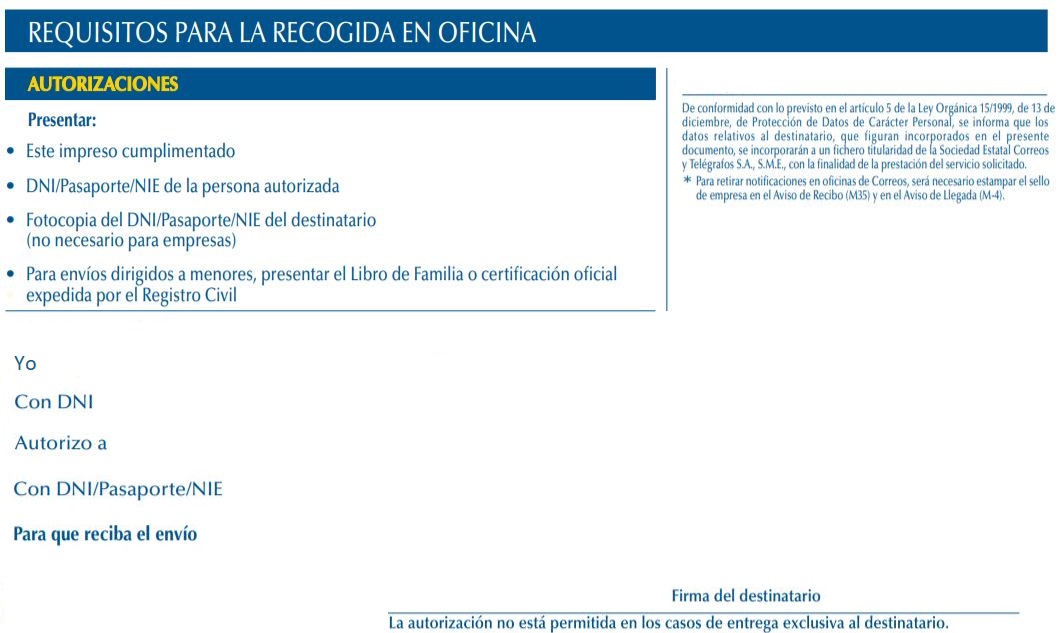 REQUISITOS PARA LA RECOGIDA EN OFICINA
AUTORIZACIONES
Presentar:
• Este impreso cumplimentado
• DNI/Pasaporte/NIE de la persona autorizada
• Fotocopia del DNI/Pasaporte/NIE del destinatario
(no necesario para empresas)
• Para envíos dirigidos a menores, presentar el Libro de Familia o certificación oficial
expedida por el Registro Civil
De conformidad con lo previsto en el artículo 5 de la Ley Orgánica 15/1999, de 13 de
diciembre, de Protección de Datos de Carácter Personal, se informa que los
datos relativos al destinatario, que figuran incorporados en el presente
documento, se incorporarán a un fichero titularidad de la Sociedad Estatal Correos
y Telégrafos S.A., S.M.E., con la finalidad de la prestación del servicio solicitado.
* Para retirar notificaciones en oficinas de Correos, será necesario estampar el sello
de empresa en el Aviso de Recibo (M35) y en el Aviso de Llegada (M-4).
Yo
Con DNI
Autorizo a
Con DNI/Pasaporte/NIE
Para que reciba el envío
Firma del destinatario
La autorización no está permitida en los casos de entrega exclusiva al destinatario.